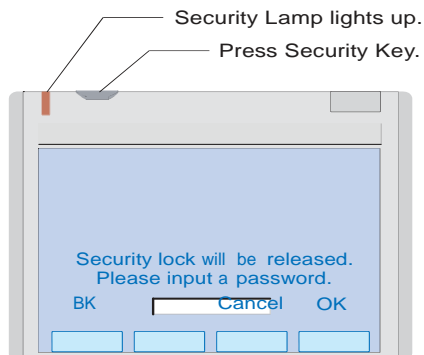 Security Lamp lights up.
Press Security Key.
Security lock will be released.
Please input a password.
BK Cancel OK